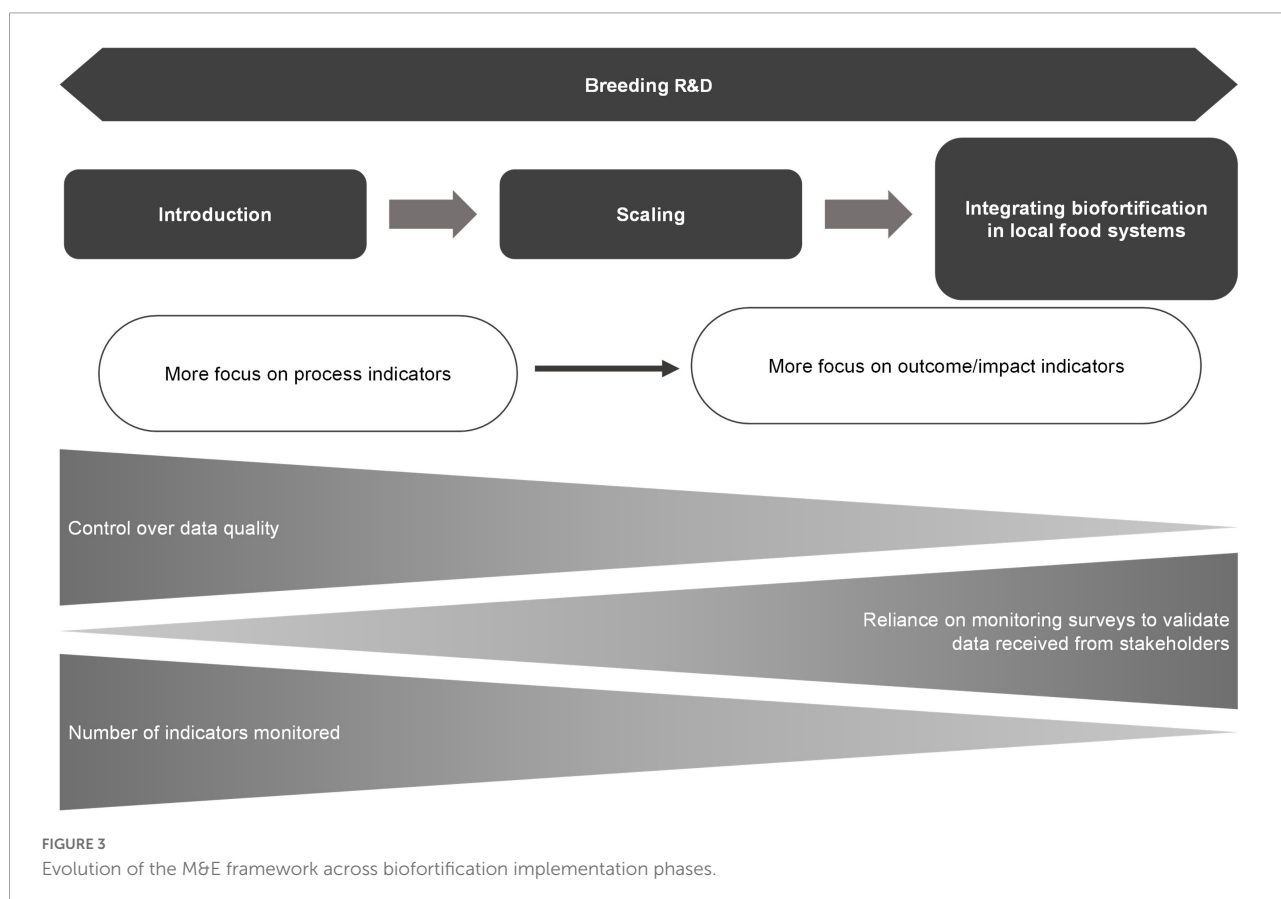 Breeding R&D
Introduction
Scaling
Integrating biofortification
in local food systems
More focus on process indicators
More focus on outcome/impact indicators
Control over data quality
Reliance on monitoring surveys to validate
data received from stakeholders
Number of indicators monitored
FIGURE 3
Evolution of the M&E framework across biofortification implementation phases.